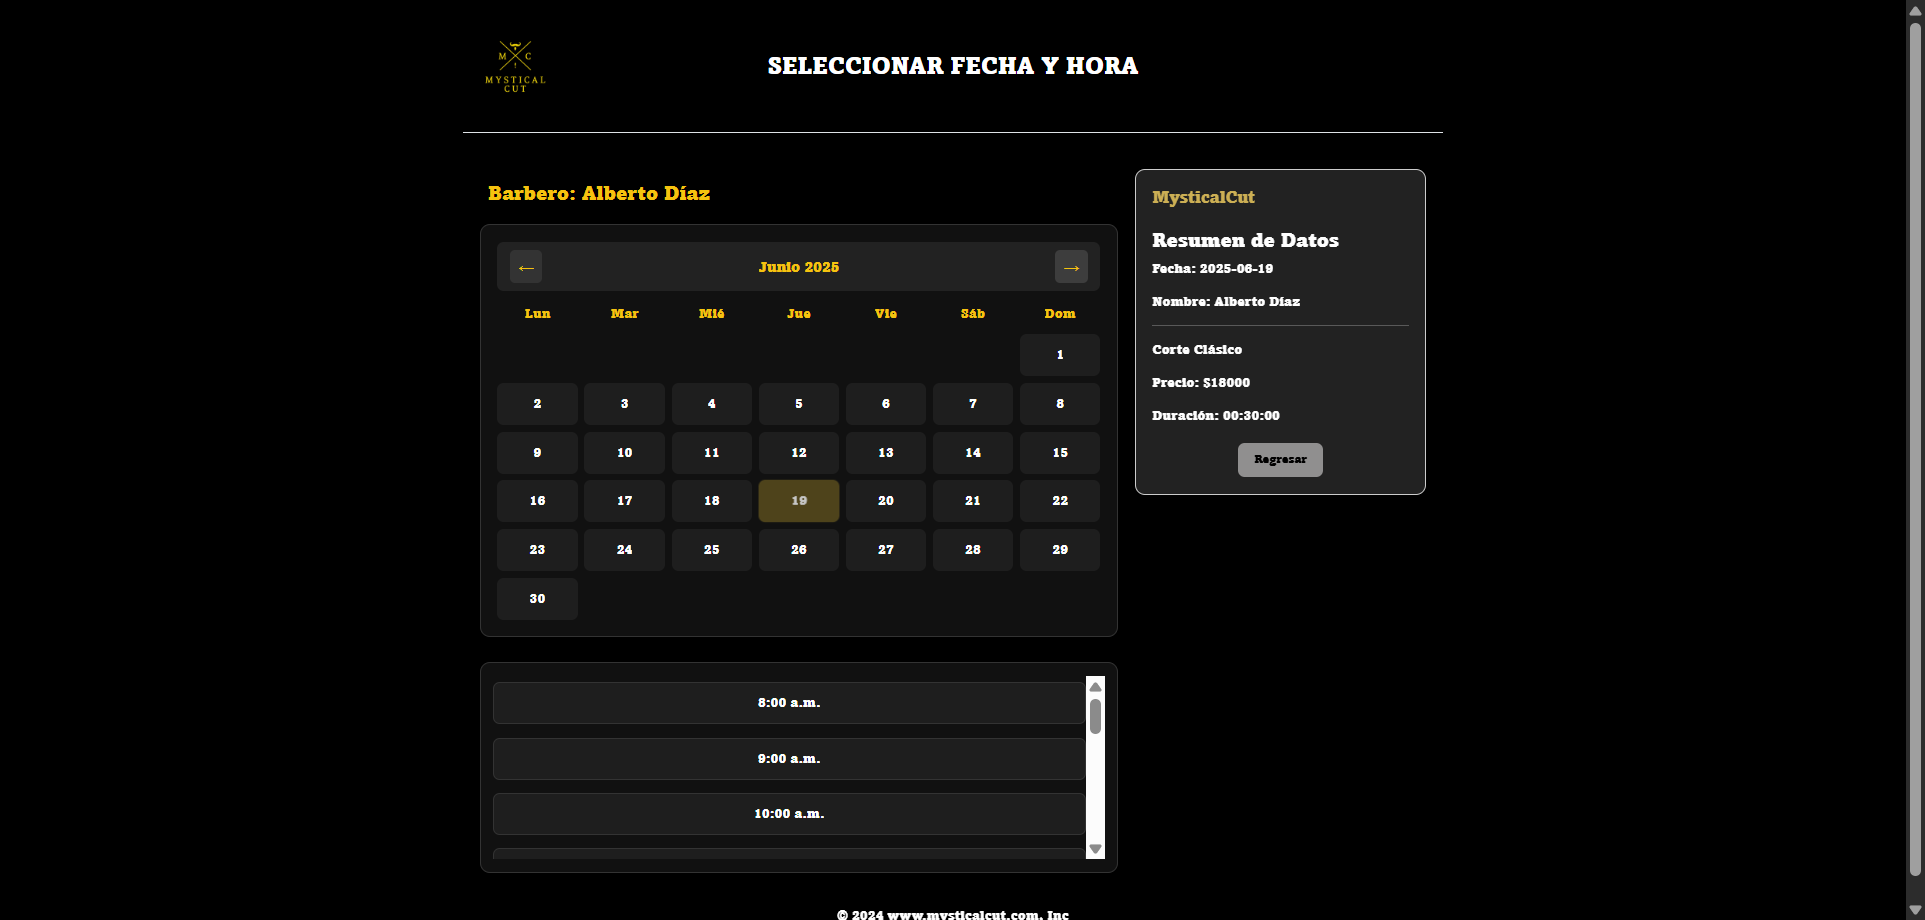 M C
MYSTICAL
CUT
SELECCIONAR FECHA Y HORA
Barbero: Alberto Díaz
← Junio 2025 →
Lun Mar Mié Jue Vie Sáb Dom
1
2 3 4 5 6 7 8
9 10 11 12 13 14 15
16 17 18 19 20 21 22
23 24 25 26 27 28 29
30
8:00 a.m.
9:00 a.m.
10:00 a.m.
MysticalCut
Resumen de Datos
Fecha: 2025-06-19
Nombre: Alberto Díaz
Corte Clásico
Precio: $18000
Duración: 00:30:00
Regresar
© 2024 www.mysticalcut.com, Inc